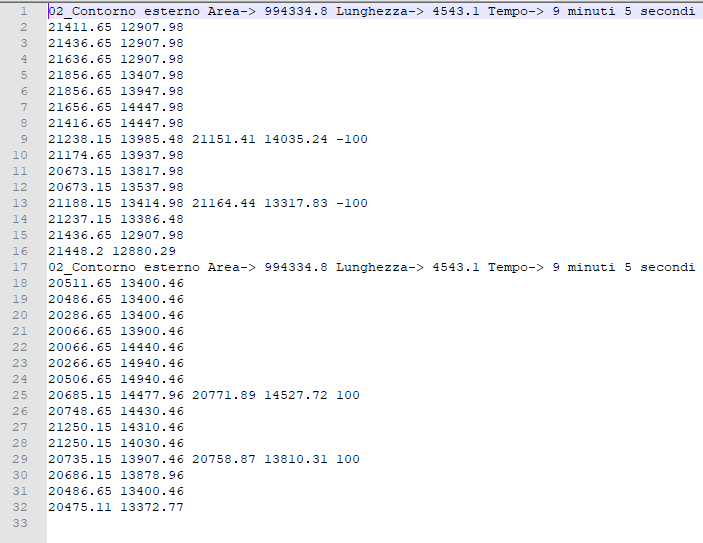 1 02_Contorno esterno Area-> 994334.8 Lunghezza-> 4543.1 Tempo-> 9 minuti 5 secondi
2 21411.65 12907.98
3 21436.65 12907.98
4 21636.65 12907.98
5 21856.65 13407.98
6 21856.65 13947.98
7 21656.65 14447.98
8 21416.65 14447.98
9 21238.15 13985.48 21151.41 14035.24 -100
10 21174.65 13937.98
11 20673.15 13817.98
12 20673.15 13537.98
13 21188.15 13414.98 21164.44 13317.83 -100
14 21237.15 13386.48
15 21436.65 12907.98
16 21448.2 12880.29
17 02_Contorno esterno Area-> 994334.8 Lunghezza-> 4543.1 Tempo-> 9 minuti 5 secondi
18 20511.65 13400.46
19 20486.65 13400.46
20 20286.65 13400.46
21 20066.65 13900.46
22 20066.65 14440.46
23 20266.65 14940.46
24 20506.65 14940.46
25 20685.15 14477.96 20771.89 14527.72 100
26 20748.65 14430.46
27 21250.15 14310.46
28 21250.15 14030.46
29 20735.15 13907.46 20758.87 13810.31 100
30 20686.15 13878.96
31 20486.65 13400.46
32 20475.11 13372.77
33